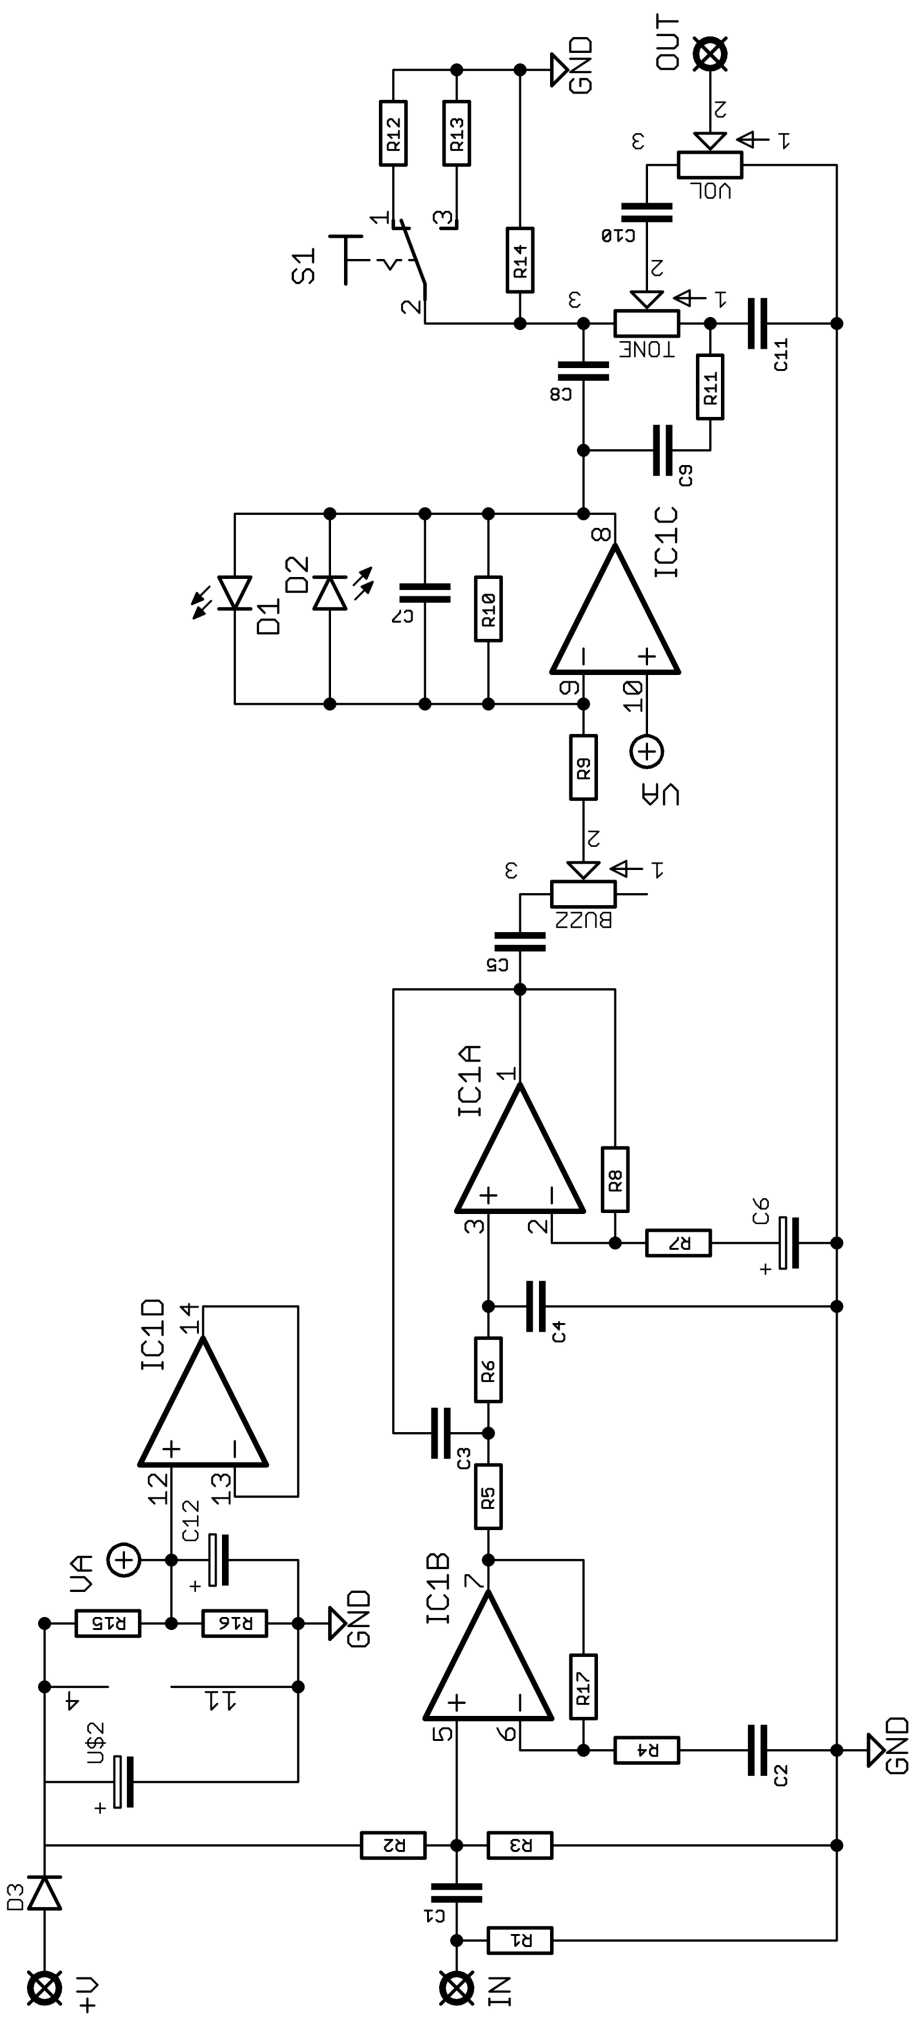 +V
D3
U$2
+
4
11
R15
R16
GND
VA
C12
+
12
13
14
IC1D
IN
R1
C1
R2
R3
5
6
7
IC1B
R17
R4
C2
GND
R5
C3
R6
C4
3
2
1
IC1A
R8
R7
C6
+
C5
BUZZ
3
2
1
R9
VA
9
10
8
IC1C
D1
D2
C7
R10
C8
C9
R11
C11
TONE
3
2
1
R14
S1
2
1
3
R12
R13
GND
C10
VOL
3
2
1
OUT